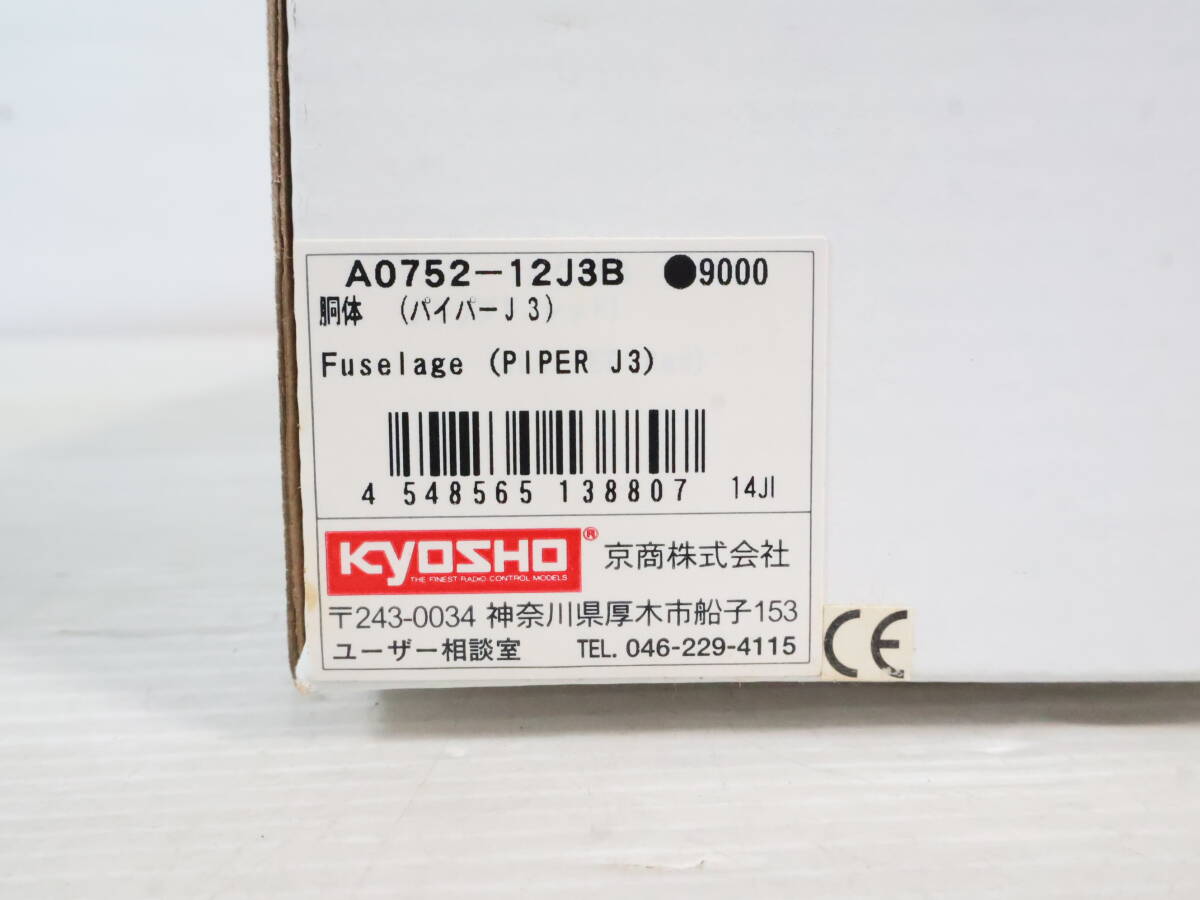 A0752-12J3B ●9000
胴体 (パイパーJ3)
Fuselage (PIPER J3)
4 548565 138807 14JI
KYOSHO® 京商株式会社
THE FINEST RADIO CONTROL MODELS
〒243-0034 神奈川県厚木市船子153
ユーザー相談室 TEL. 046-229-4115
CE